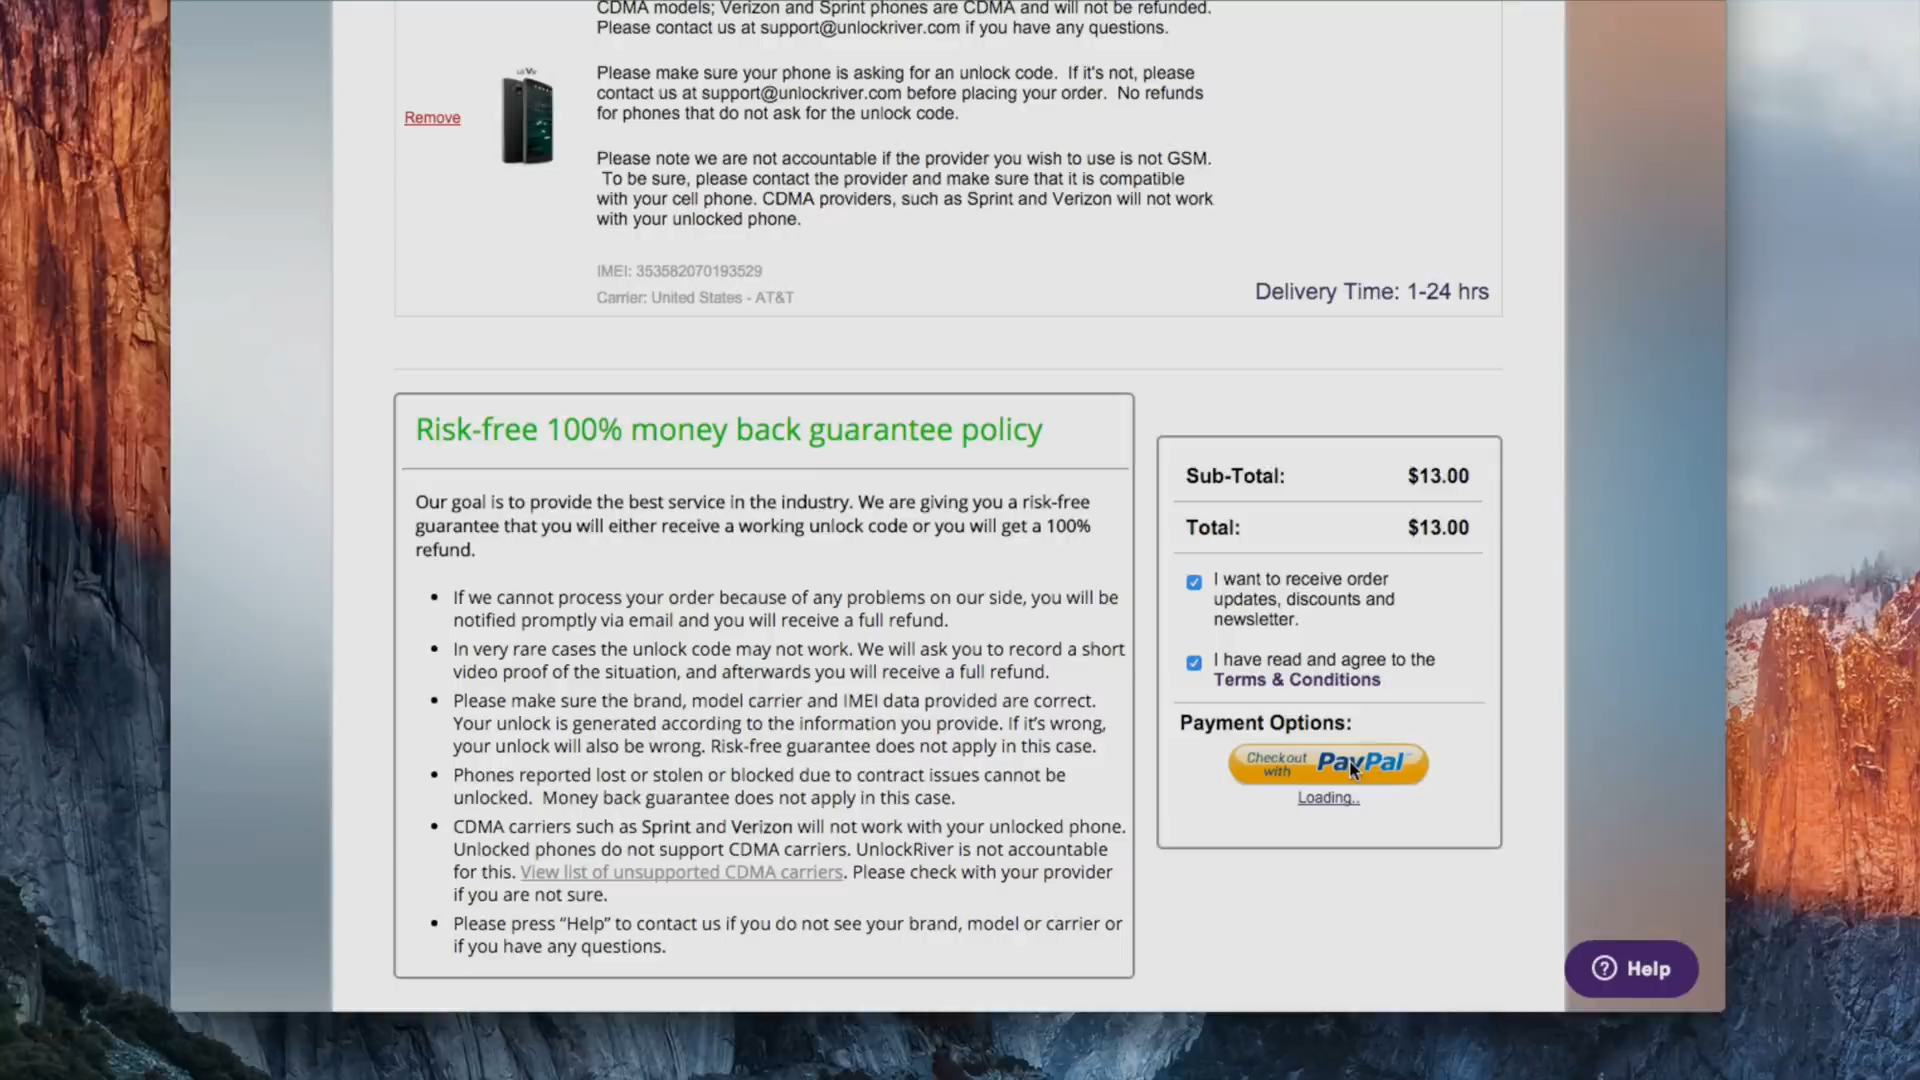 CDMA models; Verizon and Sprint phones are CDMA and will not be refunded.
Please contact us at support@unlockriver.com if you have any questions.
Please make sure your phone is asking for an unlock code.  If it's not, please
contact us at support@unlockriver.com before placing your order.  No refunds
for phones that do not ask for the unlock code.
Remove
Please note we are not accountable if the provider you wish to use is not GSM.
To be sure, please contact the provider and make sure that it is compatible
with your cell phone. CDMA providers, such as Sprint and Verizon will not work
with your unlocked phone.
IMEI: 353582070193529
Carrier: United States - AT&T
Delivery Time: 1-24 hrs
Risk-free 100% money back guarantee policy
Our goal is to provide the best service in the industry. We are giving you a risk-free
guarantee that you will either receive a working unlock code or you will get a 100%
refund.
• If we cannot process your order because of any problems on our side, you will be
notified promptly via email and you will receive a full refund.
• In very rare cases the unlock code may not work. We will ask you to record a short
video proof of the situation, and afterwards you will receive a full refund.
• Please make sure the brand, model carrier and IMEI data provided are correct.
Your unlock is generated according to the information you provide. If it’s wrong,
your unlock will also be wrong. Risk-free guarantee does not apply in this case.
• Phones reported lost or stolen or blocked due to contract issues cannot be
unlocked.  Money back guarantee does not apply in this case.
• CDMA carriers such as Sprint and Verizon will not work with your unlocked phone.
Unlocked phones do not support CDMA carriers. UnlockRiver is not accountable
for this. View list of unsupported CDMA carriers. Please check with your provider
if you are not sure.
• Please press “Help” to contact us if you do not see your brand, model or carrier or
if you have any questions.
Sub-Total: $13.00
Total: $13.00
I want to receive order
updates, discounts and
newsletter.
I have read and agree to the
Terms & Conditions
Payment Options:
Checkout
with PayPal
Loading..
Help